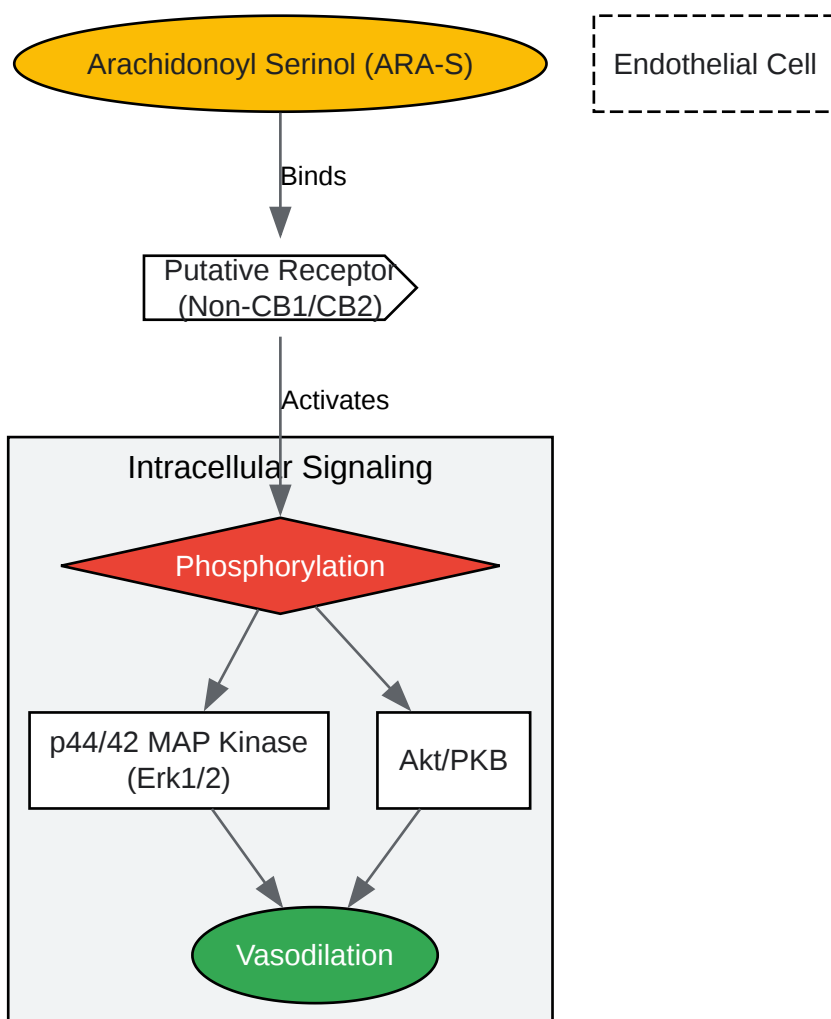 Arachidonoyl Serinol (ARA-S)
Endothelial Cell
Binds
Putative Receptor
(Non-CB1/CB2)
Activates
Intracellular Signaling
Phosphorylation
p44/42 MAP Kinase
(Erk1/2)
Akt/PKB
Vasodilation